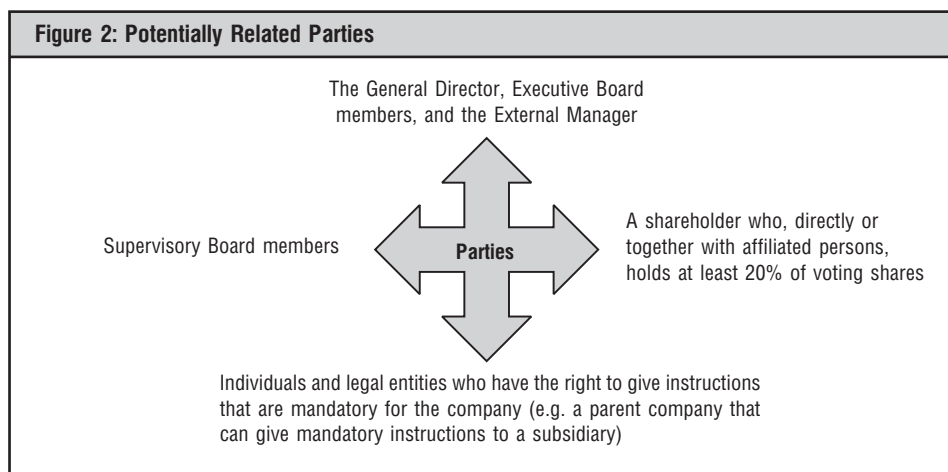 Figure 2: Potentially Related Parties
The General Director, Executive Board
members, and the External Manager
Supervisory Board members
Parties
A shareholder who, directly or
together with affiliated persons,
holds at least 20% of voting shares
Individuals and legal entities who have the right to give instructions
that are mandatory for the company (e.g. a parent company that
can give mandatory instructions to a subsidiary)